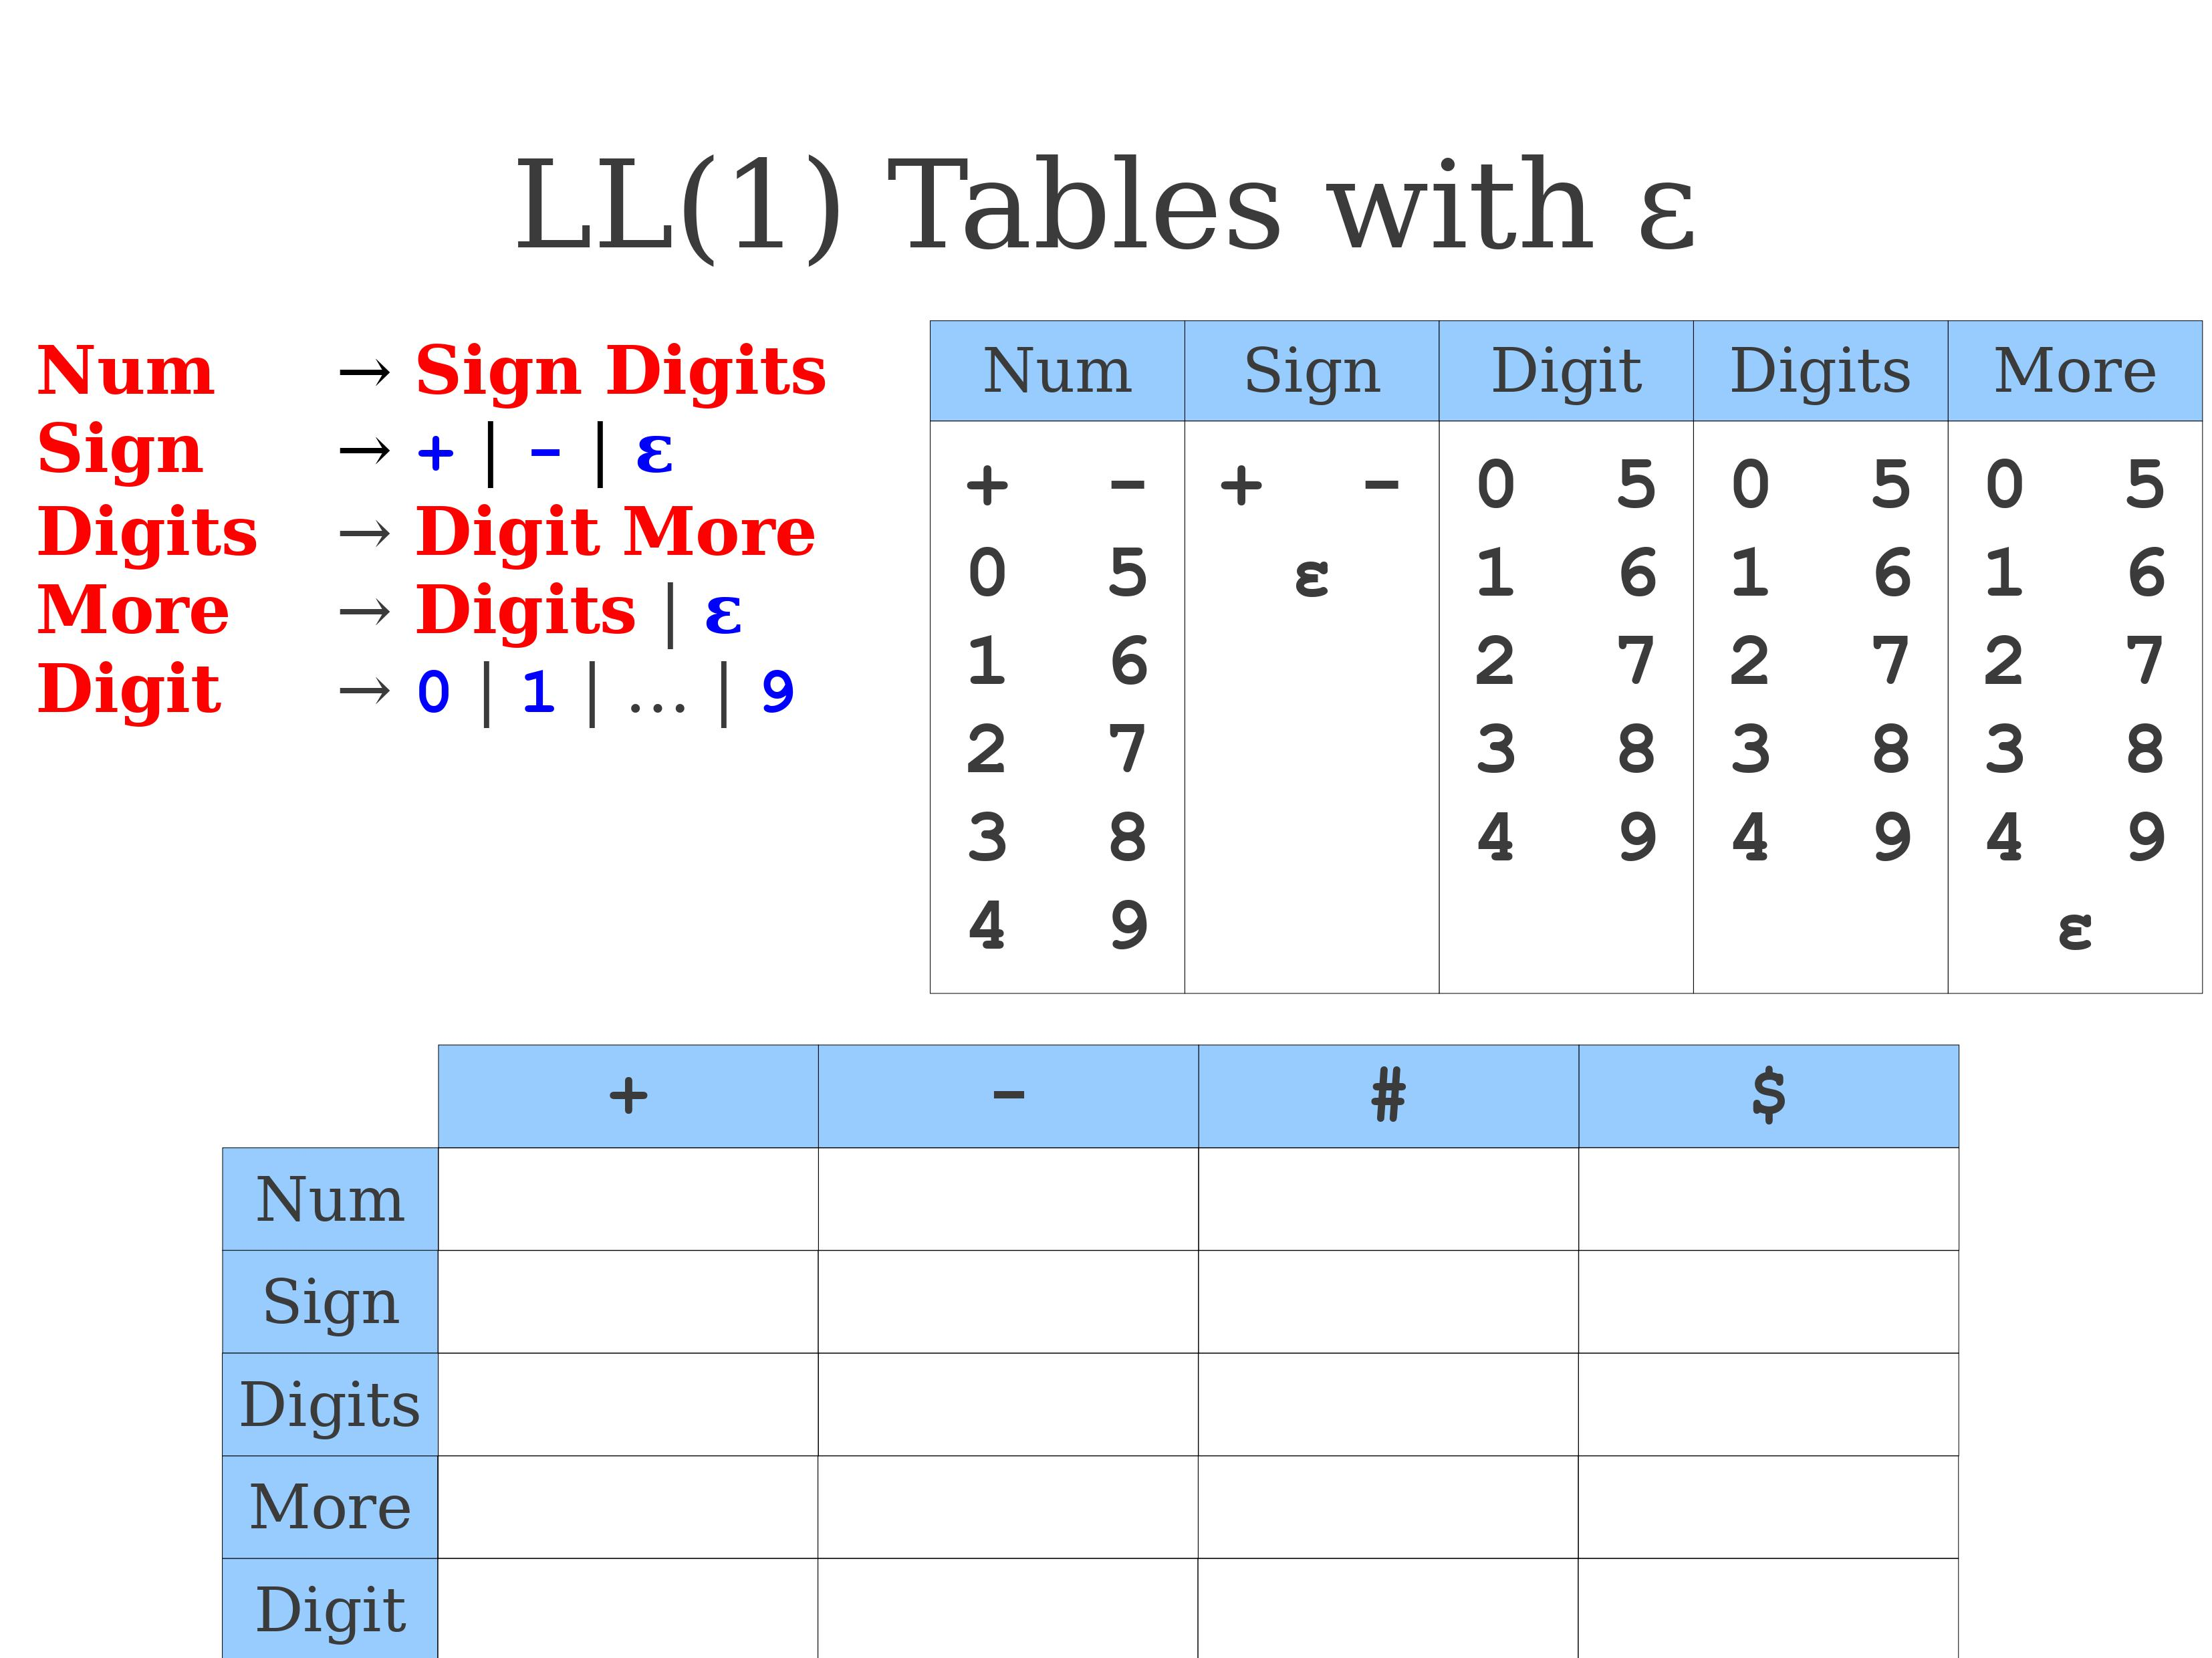 LL(1) Tables with ε
Num → Sign Digits
Sign → + | - | ε
Digits → Digit More
More → Digits | ε
Digit → 0 | 1 | … | 9
Num Sign Digit Digits More
+ - + - 0 5 0 5 0 5
0 5 ε 1 6 1 6 1 6
1 6 2 7 2 7 2 7
2 7 3 8 3 8 3 8
3 8 4 9 4 9 4 9
4 9 ε
+ - # $
Num
Sign
Digits
More
Digit